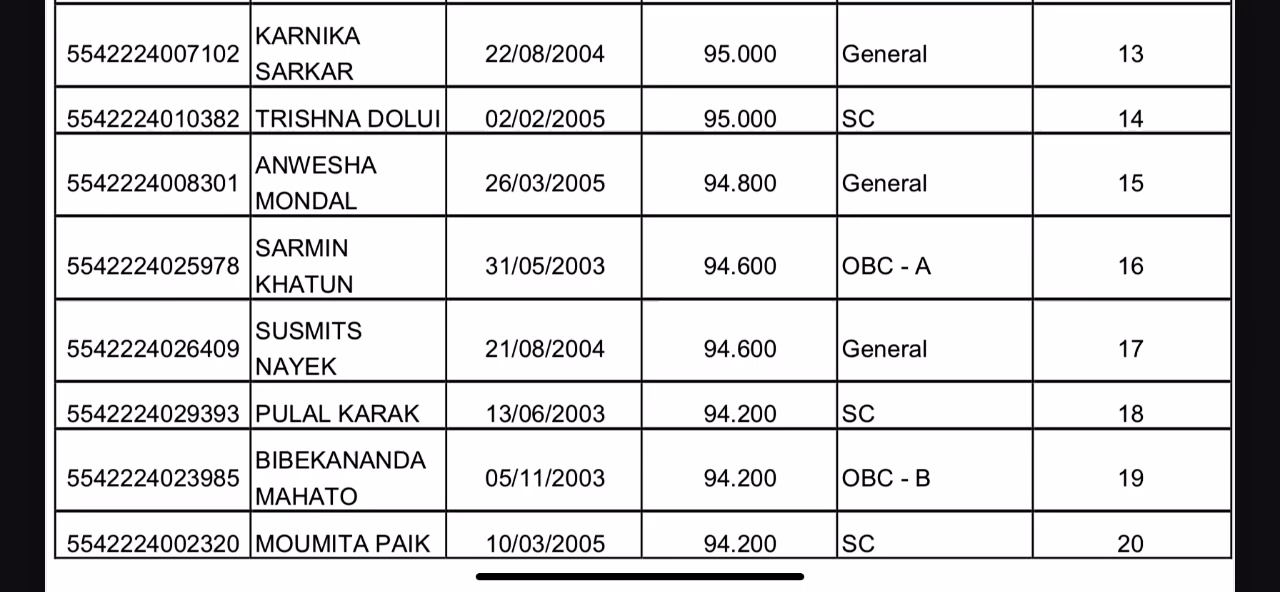 5542224007102 KARNIKA SARKAR 22/08/2004 95.000 General 13
5542224010382 TRISHNA DOLUI 02/02/2005 95.000 SC 14
5542224008301 ANWESHA MONDAL 26/03/2005 94.800 General 15
5542224025978 SARMIN KHATUN 31/05/2003 94.600 OBC - A 16
5542224026409 SUSMITS NAYEK 21/08/2004 94.600 General 17
5542224029393 PULAL KARAK 13/06/2003 94.200 SC 18
5542224023985 BIBEKANANDA MAHATO 05/11/2003 94.200 OBC - B 19
5542224002320 MOUMITA PAIK 10/03/2005 94.200 SC 20